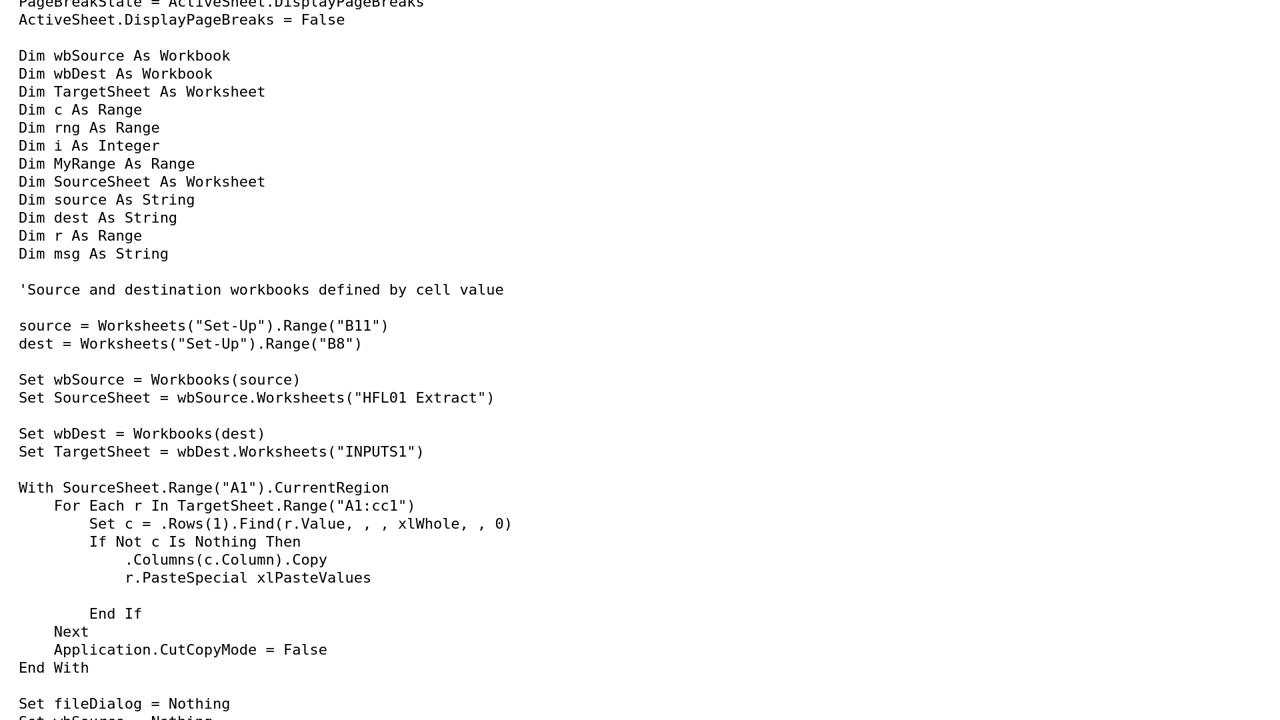 PageBreakState = ActiveSheet.DisplayPageBreaks
ActiveSheet.DisplayPageBreaks = False

Dim wbSource As Workbook
Dim wbDest As Workbook
Dim TargetSheet As Worksheet
Dim c As Range
Dim rng As Range
Dim i As Integer
Dim MyRange As Range
Dim SourceSheet As Worksheet
Dim source As String
Dim dest As String
Dim r As Range
Dim msg As String

'Source and destination workbooks defined by cell value

source = Worksheets("Set-Up").Range("B11")
dest = Worksheets("Set-Up").Range("B8")

Set wbSource = Workbooks(source)
Set SourceSheet = wbSource.Worksheets("HFL01 Extract")

Set wbDest = Workbooks(dest)
Set TargetSheet = wbDest.Worksheets("INPUTS1")

With SourceSheet.Range("A1").CurrentRegion
    For Each r In TargetSheet.Range("A1:cc1")
        Set c = .Rows(1).Find(r.Value, , , xlWhole, , 0)
        If Not c Is Nothing Then
            .Columns(c.Column).Copy
            r.PasteSpecial xlPasteValues

        End If
    Next
    Application.CutCopyMode = False
End With

Set fileDialog = Nothing
Set wbSource = Nothing